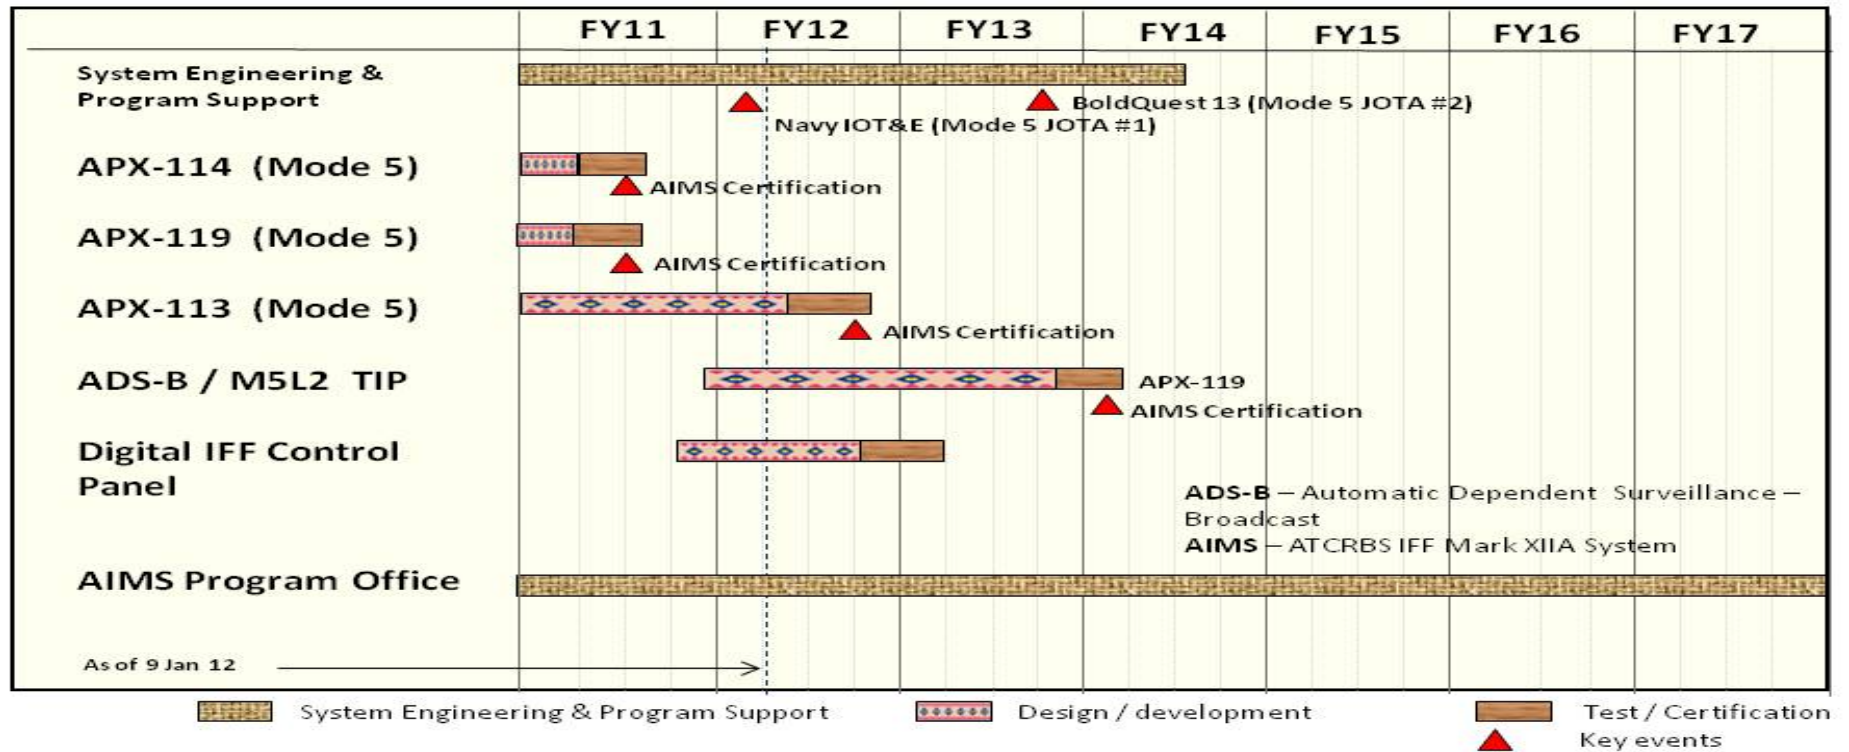 FY11 FY12 FY13 FY14 FY15 FY16 FY17
System Engineering &
Program Support
BoldQuest 13 (Mode 5 JOTA #2)
Navy IOT&E (Mode 5 JOTA #1)
APX-114 (Mode 5)
AIMS Certification
APX-119 (Mode 5)
AIMS Certification
APX-113 (Mode 5)
AIMS Certification
ADS-B / M5L2 TIP
APX-119
AIMS Certification
Digital IFF Control
Panel
ADS-B – Automatic Dependent Surveillance –
Broadcast
AIMS – ATCRBS IFF Mark XIIA System
AIMS Program Office
As of 9 Jan 12
System Engineering & Program Support
Design / development
Test / Certification
Key events